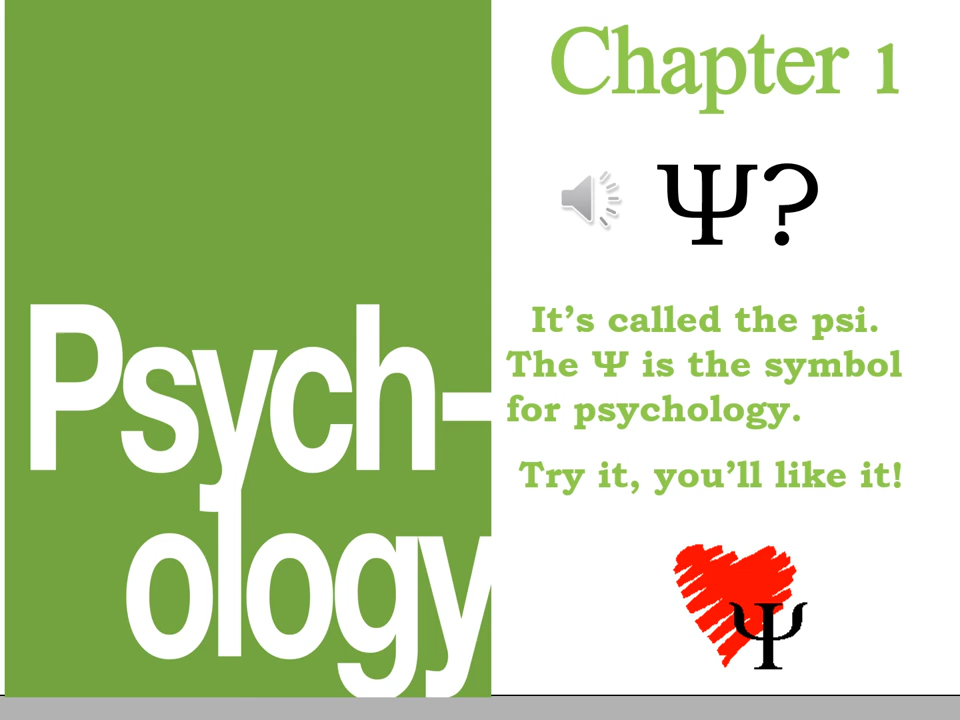 Psych-
ology
Chapter 1
Ψ?
It’s called the psi.
The Ψ is the symbol
for psychology.
Try it, you’ll like it!
Ψ